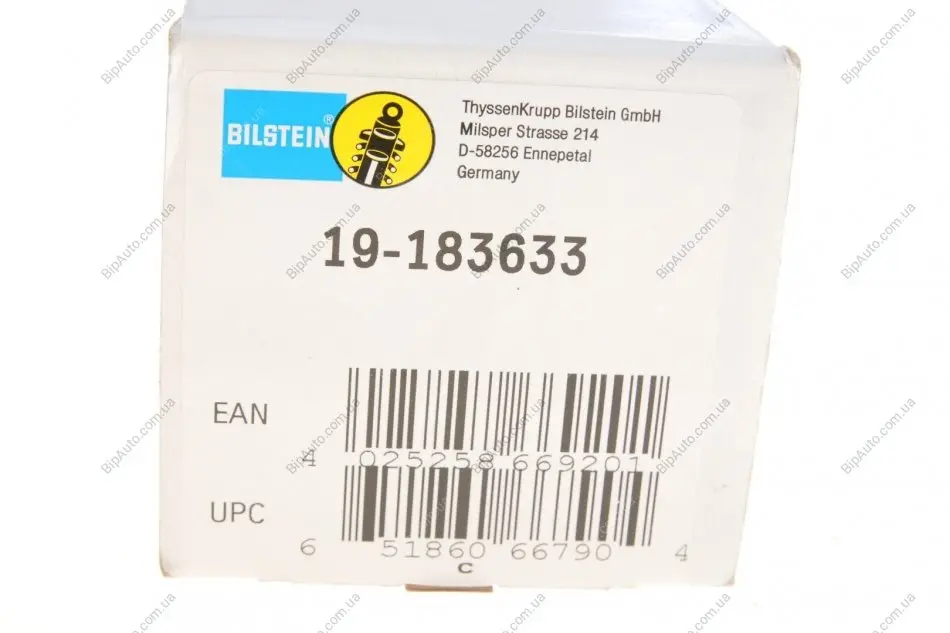 BILSTEIN®
ThyssenKrupp Bilstein GmbH
Milsper Strasse 214
D-58256 Ennepetal
Germany
19-183633
EAN
4 025258 669201
UPC
6 51860 66790 4
C
BipAuto.com.ua